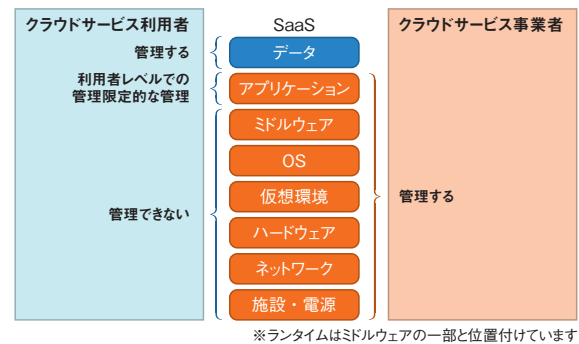 クラウドサービス利用者
SaaS
クラウドサービス事業者
管理する
データ
利用者レベルでの
管理限定的な管理
アプリケーション
ミドルウェア
OS
仮想環境
管理する
管理できない
ハードウェア
ネットワーク
施設・電源
※ランタイムはミドルウェアの一部と位置付けています